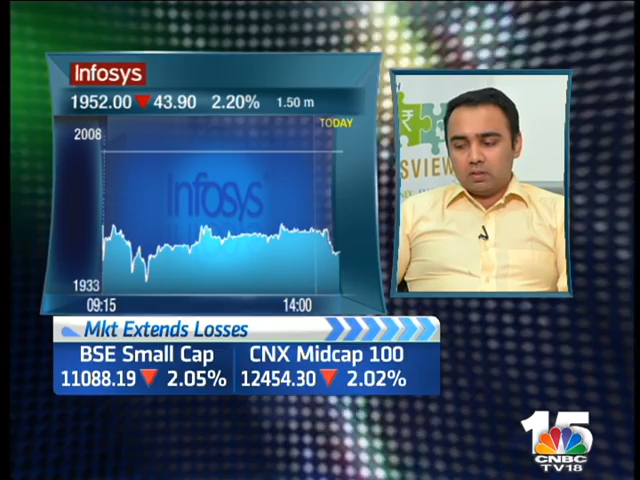 Infosys
1952.00 ▼ 43.90 2.20% 1.50 m
TODAY
2008
Infosys
1933
09:15 14:00
₹
SVIEW
Mkt Extends Losses
BSE Small Cap CNX Midcap 100
11088.19 ▼ 2.05% 12454.30 ▼ 2.02%
15
CNBC
TV18